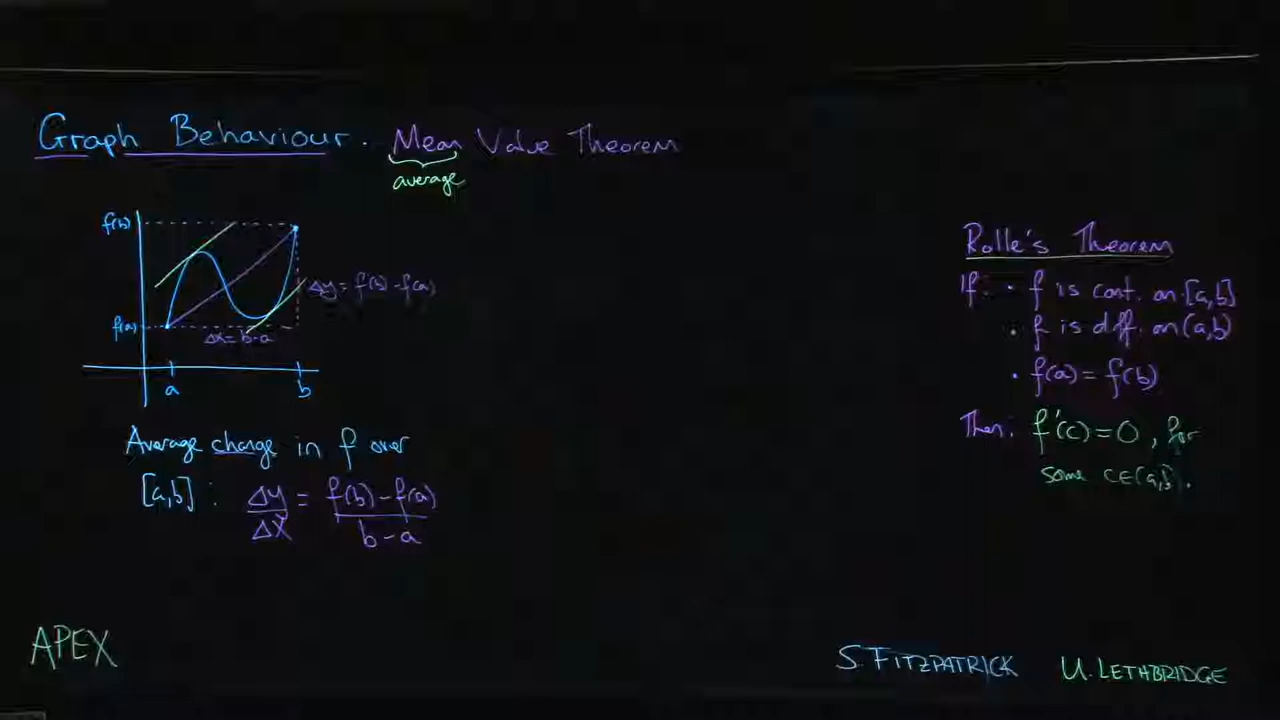 Graph Behaviour. Mean Value Theorem
average
f(b)
Δy = f(b) - f(a)
f(a)
Δx = b-a
a
b
Average change in f over
[a,b] : Δy/ΔX = f(b) - f(a) / b - a
Rolle's Theorem
If: · f is cont. on [a,b]
· f is diff. on (a,b)
· f(a) = f(b)
Then: f'(c) = 0, for
some c∈(a,b).
APEX
S. FITZPATRICK U. LETHBRIDGE